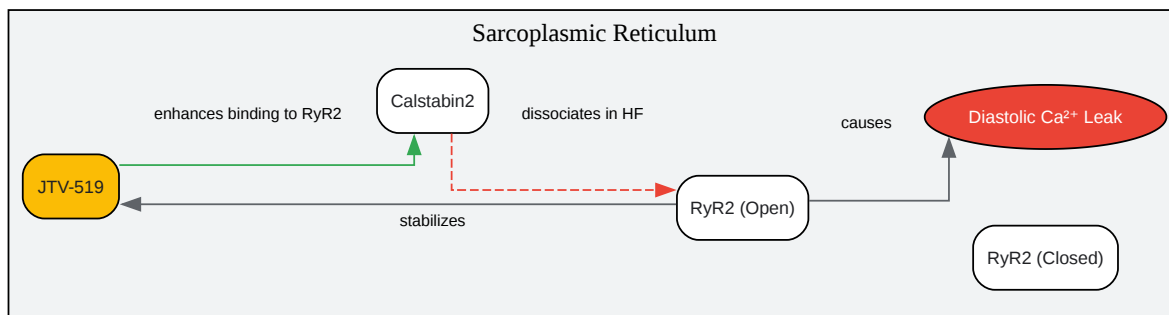 Sarcoplasmic Reticulum
Calstabin2
enhances binding to RyR2
dissociates in HF
causes
Diastolic Ca²⁺ Leak
JTV-519
stabilizes
RyR2 (Open)
RyR2 (Closed)